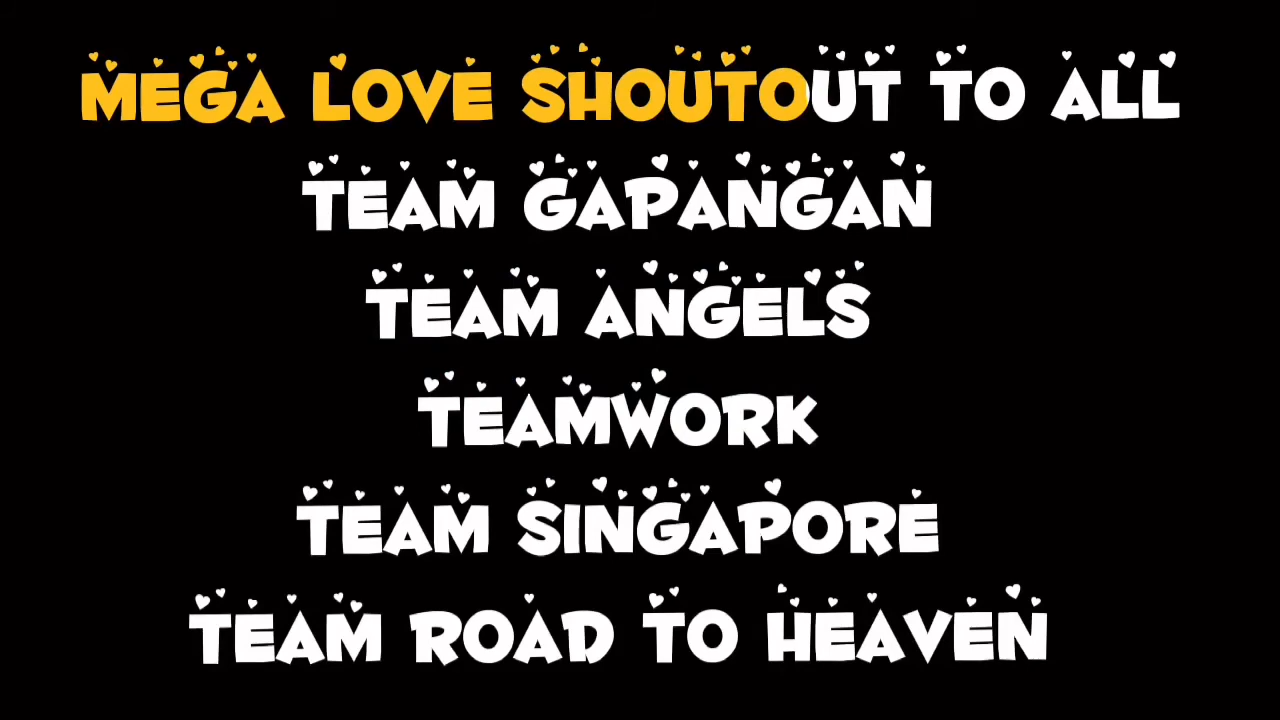 MEGA LOVE SHOUTOUT TO ALL
TEAM GAPANGAN
TEAM ANGELS
TEAMWORK
TEAM SINGAPORE
TEAM ROAD TO HEAVEN